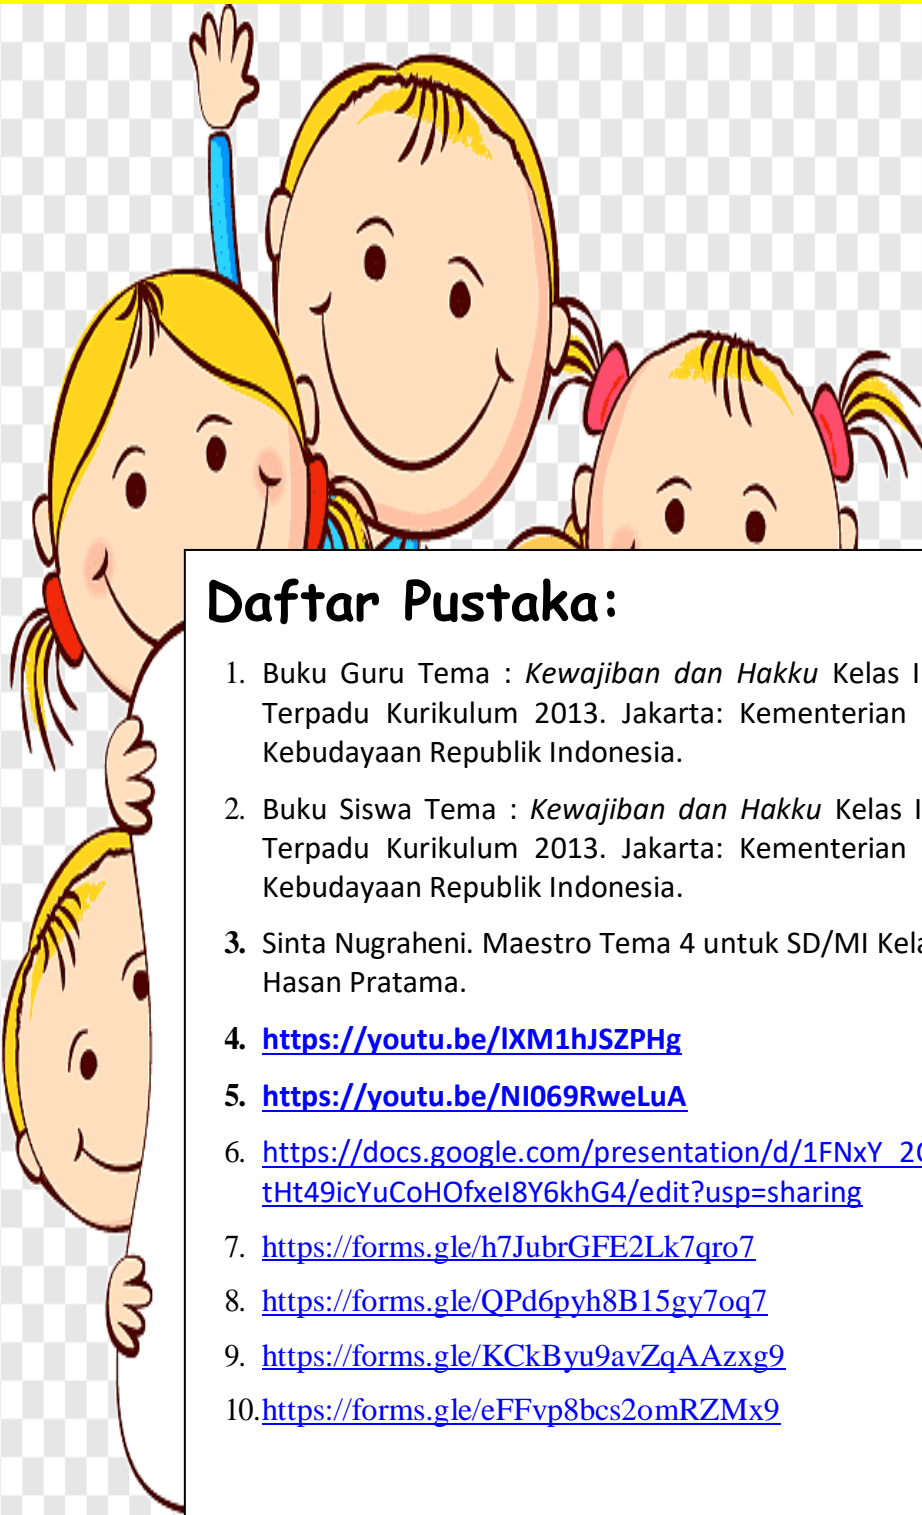 Daftar Pustaka:
1. Buku Guru Tema : Kewajiban dan Hakku Kelas
Terpadu Kurikulum 2013. Jakarta: Kementerian
Kebudayaan Republik Indonesia.
2. Buku Siswa Tema : Kewajiban dan Hakku Kelas
Terpadu Kurikulum 2013. Jakarta: Kementerian
Kebudayaan Republik Indonesia.
3. Sinta Nugraheni. Maestro Tema 4 untuk SD/MI
Hasan Pratama.
4. https://youtu.be/lXM1hJSZPHg
5. https://youtu.be/NI069RweLuA
6. https://docs.google.com/presentation/d/1FNxY_2
tHt49icYuCoHOfxeI8Y6khG4/edit?usp=sharing
7. https://forms.gle/h7JubrGFE2Lk7qro7
8. https://forms.gle/QPd6pyh8B15gy7oq7
9. https://forms.gle/KCkByu9avZqAAzxg9
10.https://forms.gle/eFFvp8bcs2omRZMx9